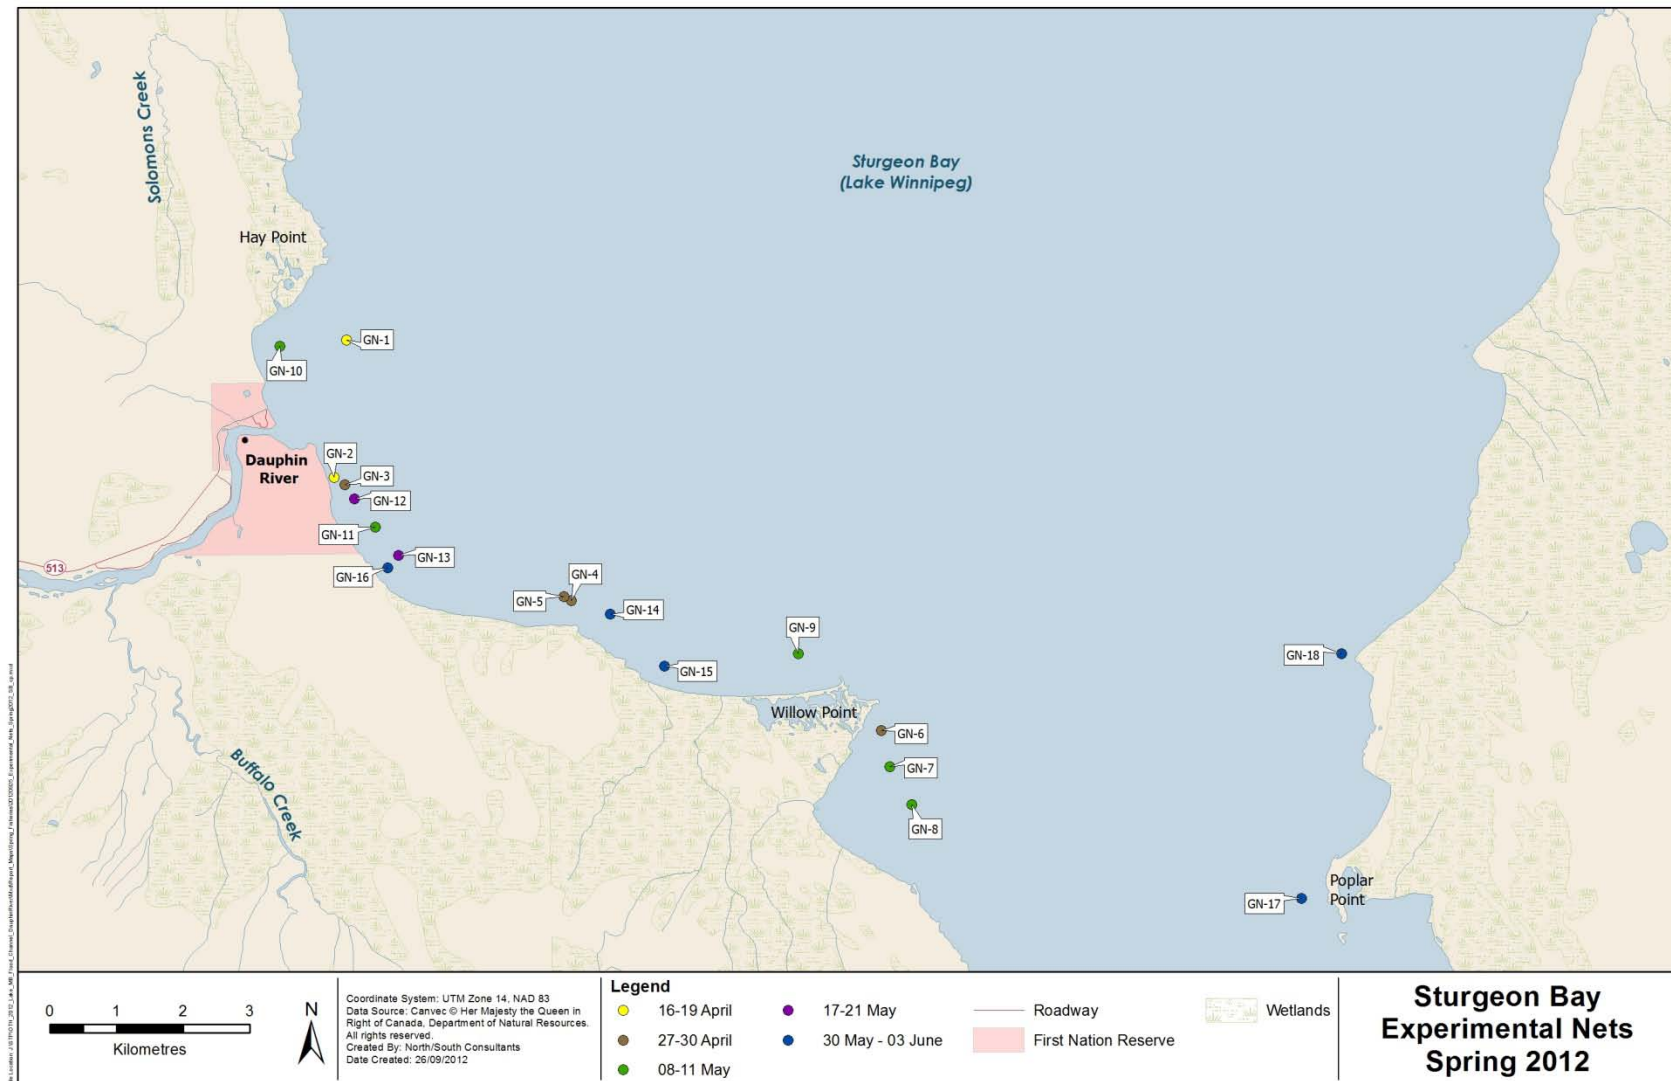 Solomons Creek
Sturgeon Bay
(Lake Winnipeg)
Hay Point
GN-1
GN-10
Dauphin
River
GN-2
GN-3
GN-12
GN-11
GN-13
GN-16
513
GN-4
GN-5
GN-14
GN-9
GN-15
GN-18
Willow Point
GN-6
GN-7
GN-8
Buffalo Creek
Poplar
Point
GN-17
0 1 2 3
Kilometres
N
Coordinate System: UTM Zone 14, NAD 83
Data Source: Canvec © Her Majesty the Queen in
Right of Canada, Department of Natural Resources.
All rights reserved.
Created By: North/South Consultants
Date Created: 26/09/2012
Legend
16-19 April
27-30 April
08-11 May
17-21 May
30 May - 03 June
Roadway
First Nation Reserve
Wetlands
Sturgeon Bay
Experimental Nets
Spring 2012